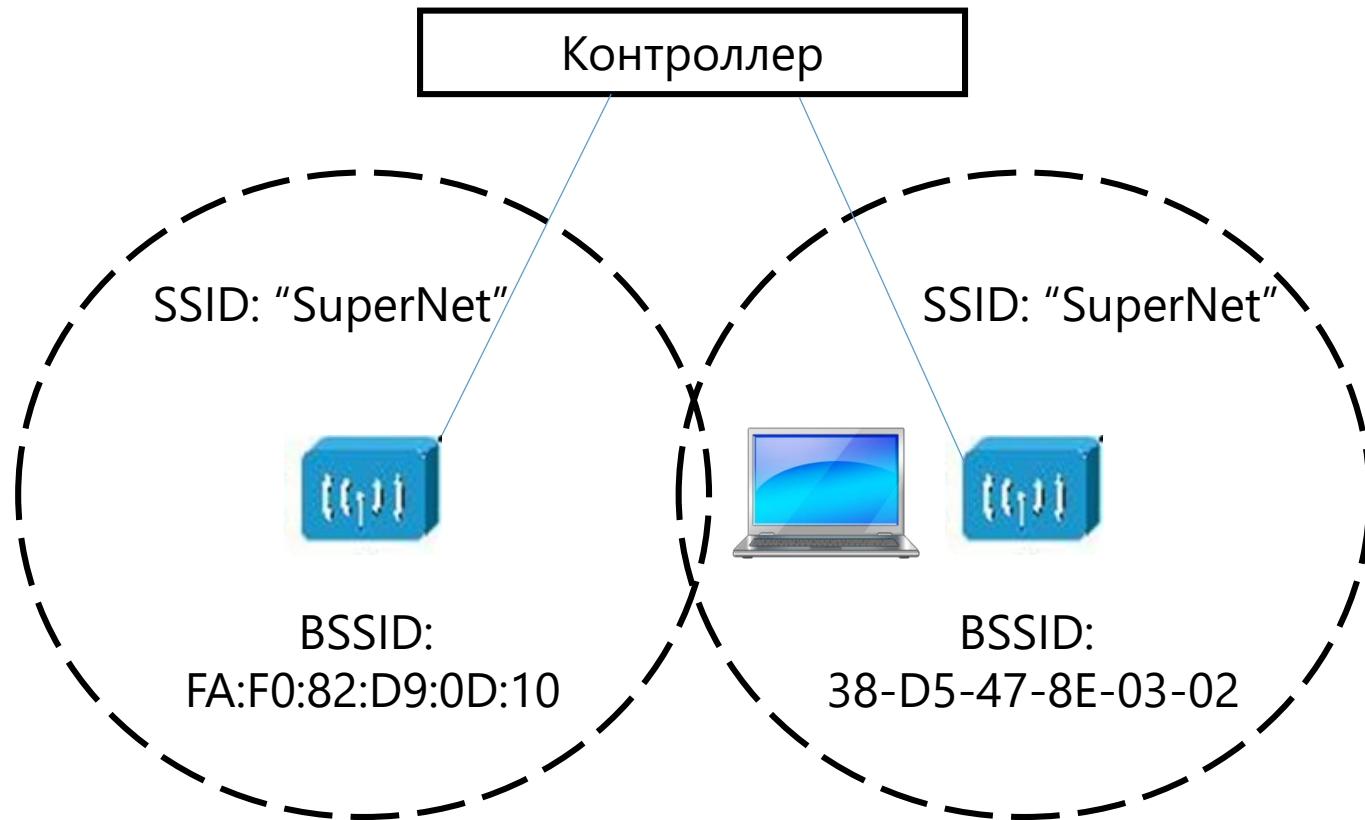 Контроллер
SSID: “SuperNet”
SSID: “SuperNet”
BSSID:
FA:F0:82:D9:0D:10
BSSID:
38-D5-47-8E-03-02